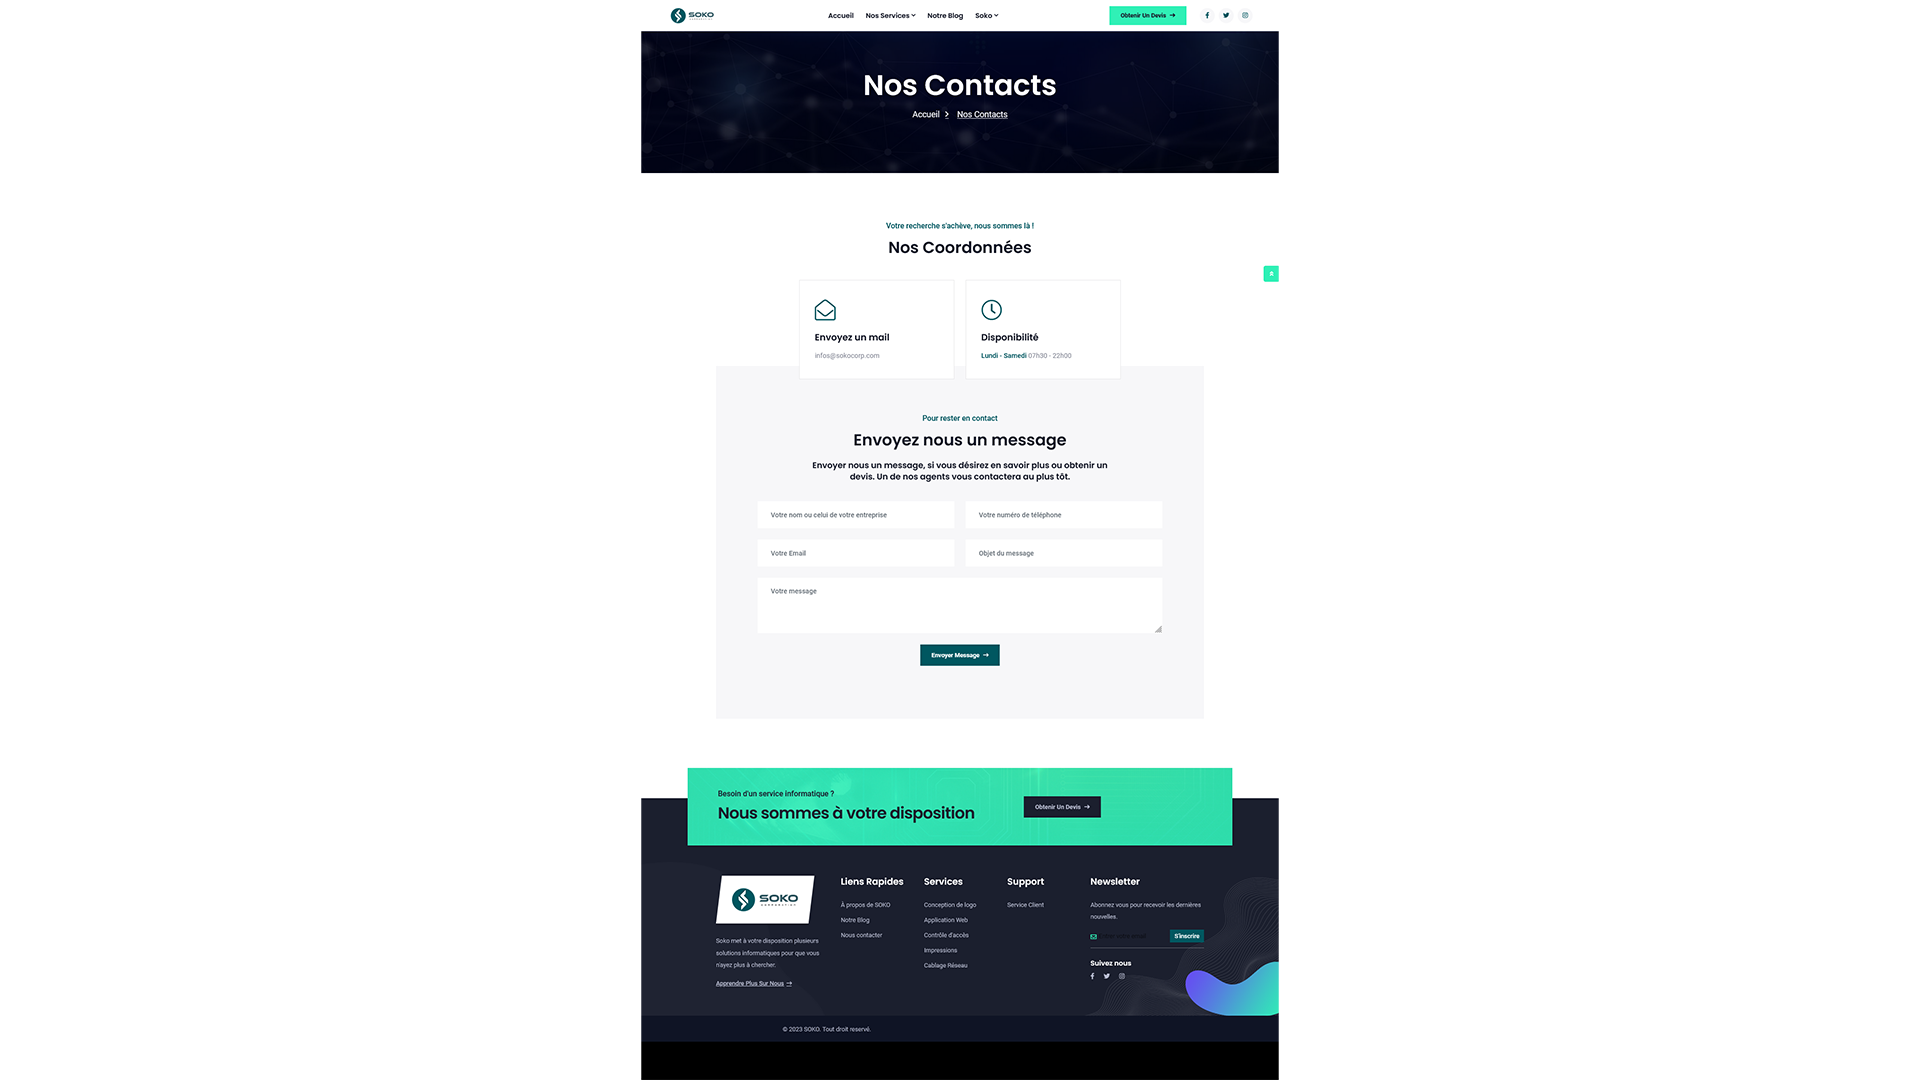 SOKO
Accueil
Nos Services
Notre Blog
Soko
Obtenir Un Devis
Nos Contacts
Accueil
Nos Contacts
Votre recherche s'achève, nous sommes là !
Nos Coordonnées
Envoyez un mail
infos@sokocorp.com
Disponibilité
Lundi - Samedi 07h30 - 22h00
Pour rester en contact
Envoyez nous un message
Envoyer nous un message, si vous désirez en savoir plus ou obtenir un
devis. Un de nos agents vous contactera au plus tôt.
Votre nom ou celui de votre entreprise
Votre numéro de téléphone
Votre Email
Objet du message
Votre message
Envoyer Message
Besoin d'un service informatique ?
Nous sommes à votre disposition
Obtenir Un Devis
SOKO
Soko met à votre disposition plusieurs
solutions informatiques pour que vous
n'ayez plus à chercher.
Apprendre Plus Sur Nous
Liens Rapides
À propos de SOKO
Notre Blog
Nous contacter
Services
Conception de logo
Application Web
Contrôle d'accès
Impressions
Cablage Réseau
Support
Service Client
Newsletter
Abonnez vous pour recevoir les dernières
nouvelles.
S'inscrire
Suivez nous
© 2023 SOKO. Tout droit reservé.